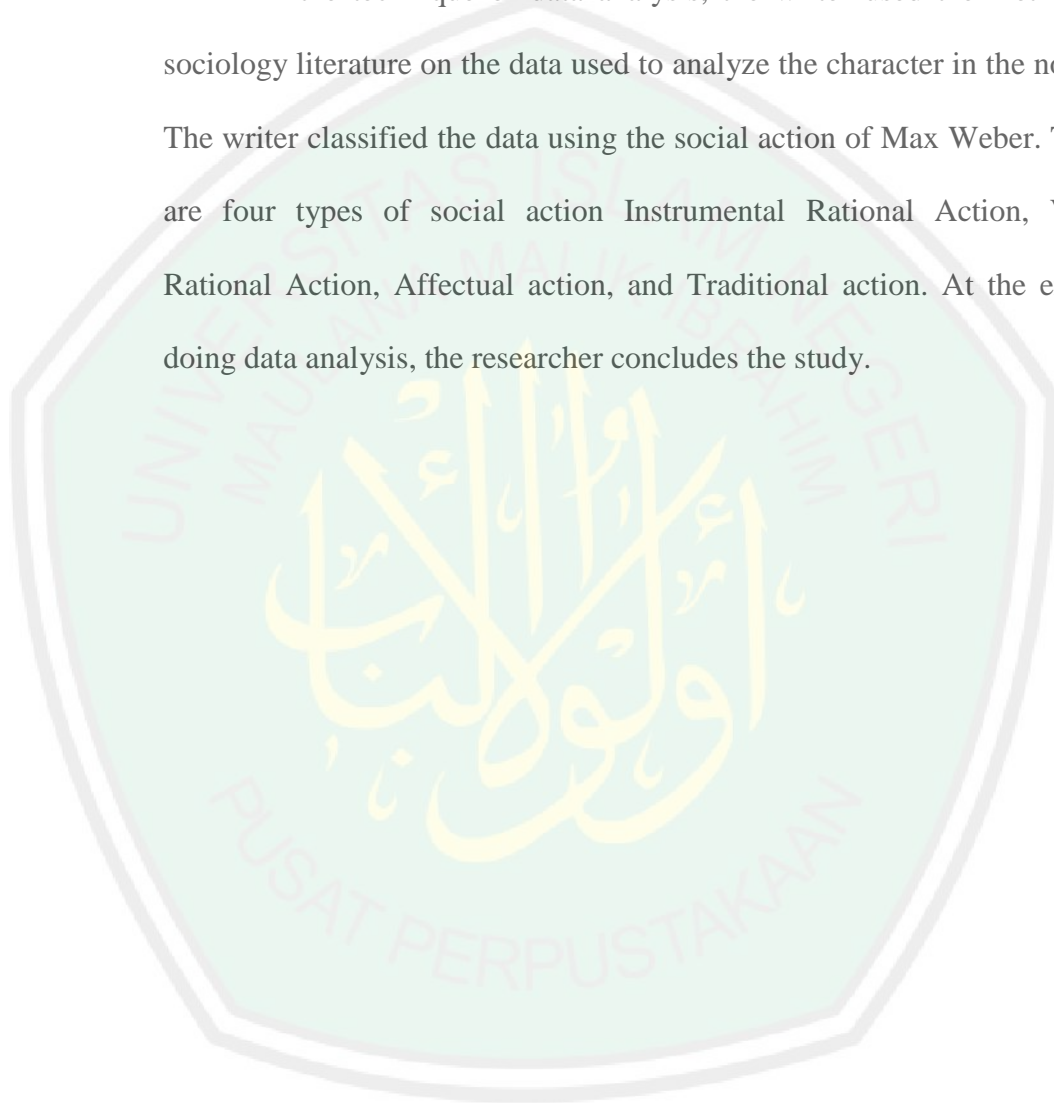 sociology literature on the data used to analyze the character in the
The writer classified the data using the social action of Max Weber.
are four types of social action Instrumental Rational Action,
Rational Action, Affectual action, and Traditional action. At the
doing data analysis, the researcher concludes the study.
UNIVERSITAS ISLAM NEGERI
MAULANA MALIK IBRAHIM
أولوا الألباب
PUSAT PERPUSTAKAAN